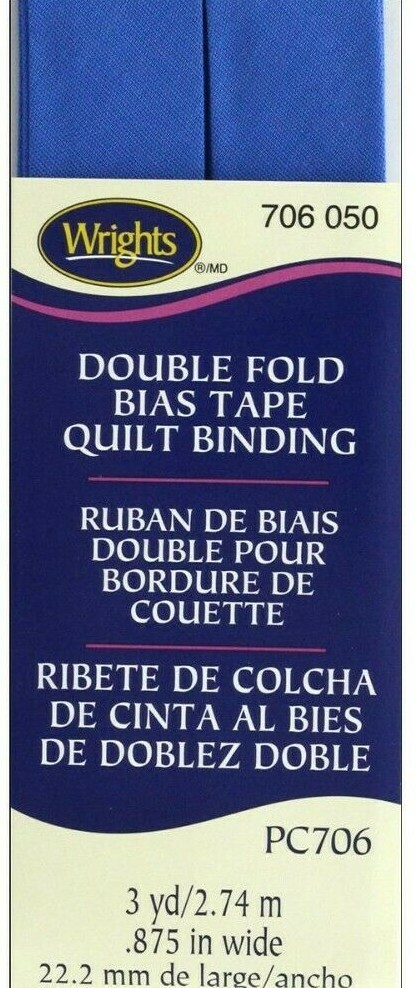 706 050
Wrights
®/MD
DOUBLE FOLD
BIAS TAPE
QUILT BINDING
RUBAN DE BIAIS
DOUBLE POUR
BORDURE DE
COUETTE
RIBETE DE COLCHA
DE CINTA AL BIES
DE DOBLEZ DOBLE
PC706
3 yd/2.74 m
.875 in wide
22.2 mm de large/ancho